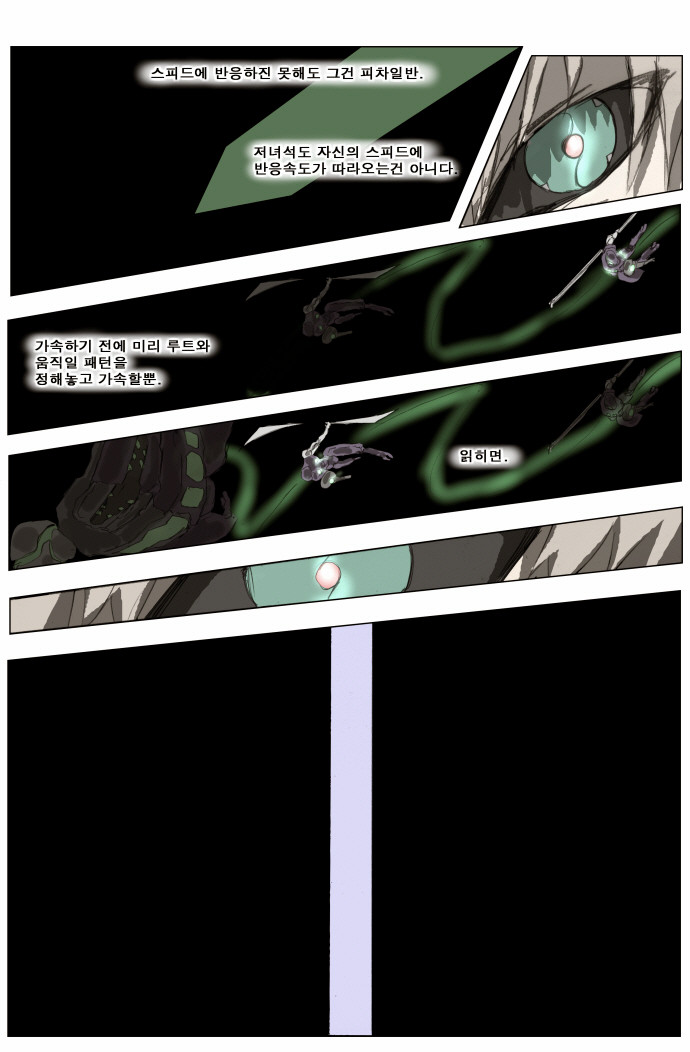 스피드에 반응하진 못해도 그건 피차일반.
저녀석도 자신의 스피드에
반응속도가 따라오는건 아니다.
가속하기 전에 미리 루트와
움직일 패턴을
정해놓고 가속할뿐.
읽히면.